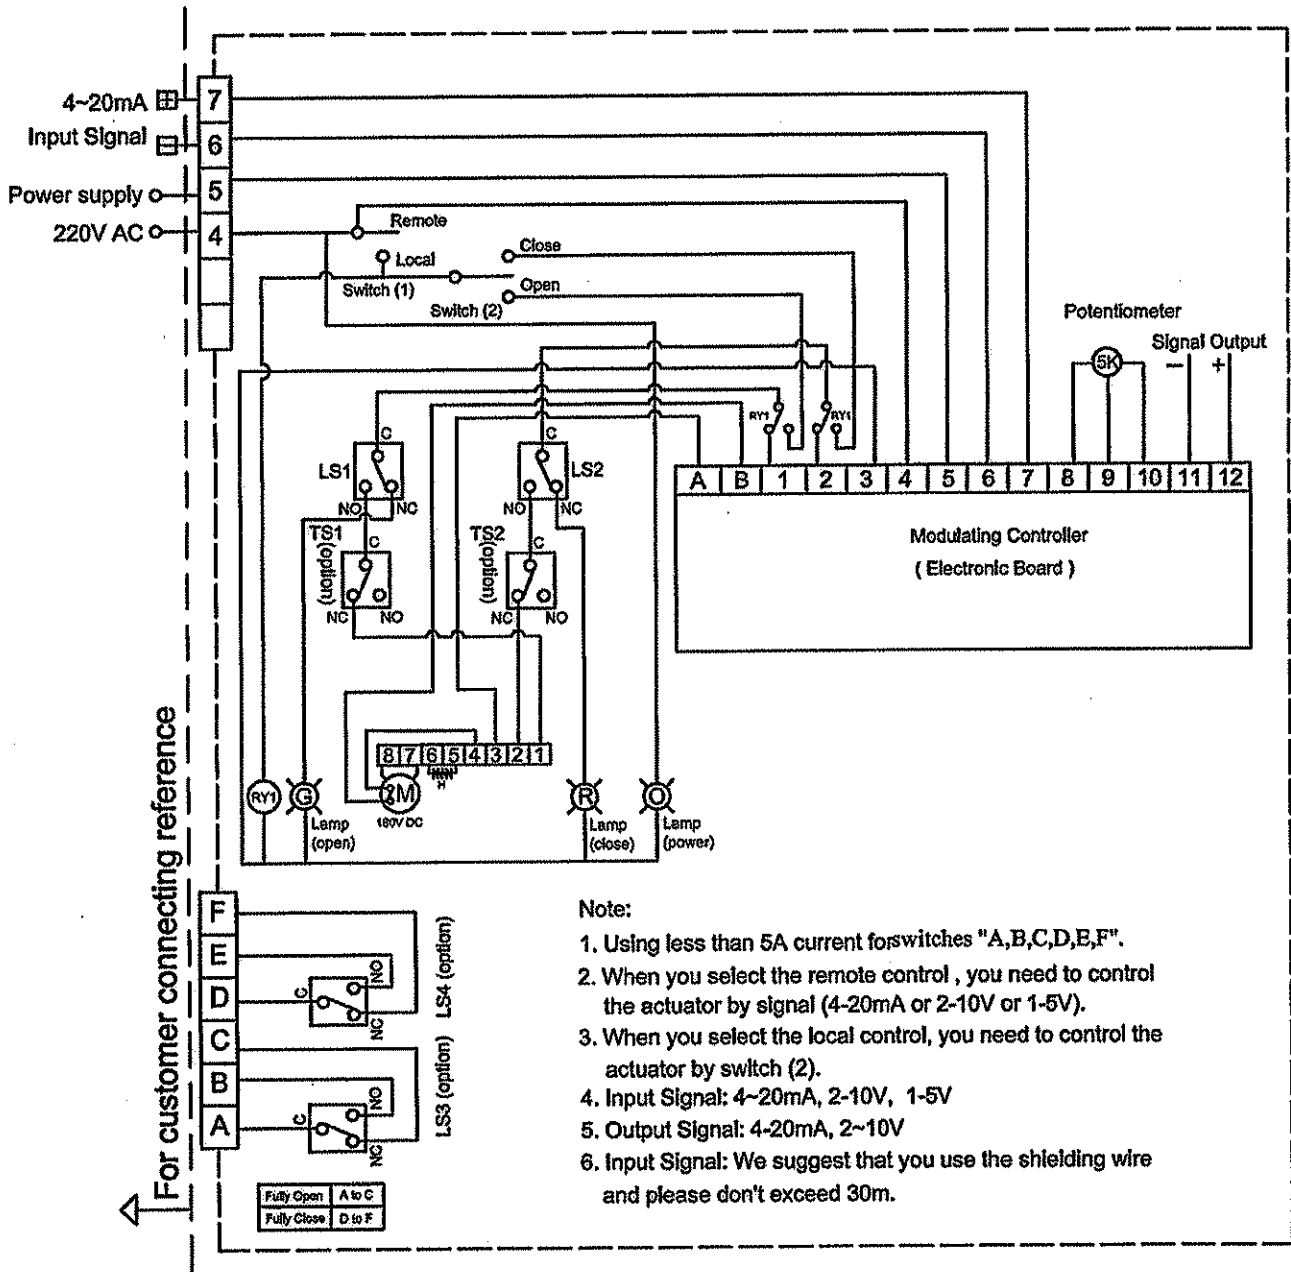 4~20mA
Input Signal
Power supply
220V AC
7
6
5
4
Remote
Local
Switch (1)
Close
Open
Switch (2)
Potentiometer
5K
Signal Output
− +
RY1
RY1
C
LS1
NO
NC
C
LS2
NO
NC
TS1
(option)
C
NC
NO
TS2
(option)
C
NC
NO
A B 1 2 3 4 5 6 7 8 9 10 11 12
Modulating Controller
( Electronic Board )
8 7 6 5 4 3 2 1
H
RY1
G
M
R
O
180V DC
Lamp
(open)
Lamp
(close)
Lamp
(power)
For customer connecting reference
F
E
D
C
B
A
C
NO
NC
LS4 (option)
C
NO
NC
LS3 (option)
Fully Open A to C
Fully Close D to F
Note:
1. Using less than 5A current forswitches "A,B,C,D,E,F".
2. When you select the remote control , you need to control
the actuator by signal (4-20mA or 2-10V or 1-5V).
3. When you select the local control, you need to control the
actuator by switch (2).
4. Input Signal: 4~20mA, 2-10V, 1-5V
5. Output Signal: 4-20mA, 2~10V
6. Input Signal: We suggest that you use the shielding wire
and please don't exceed 30m.